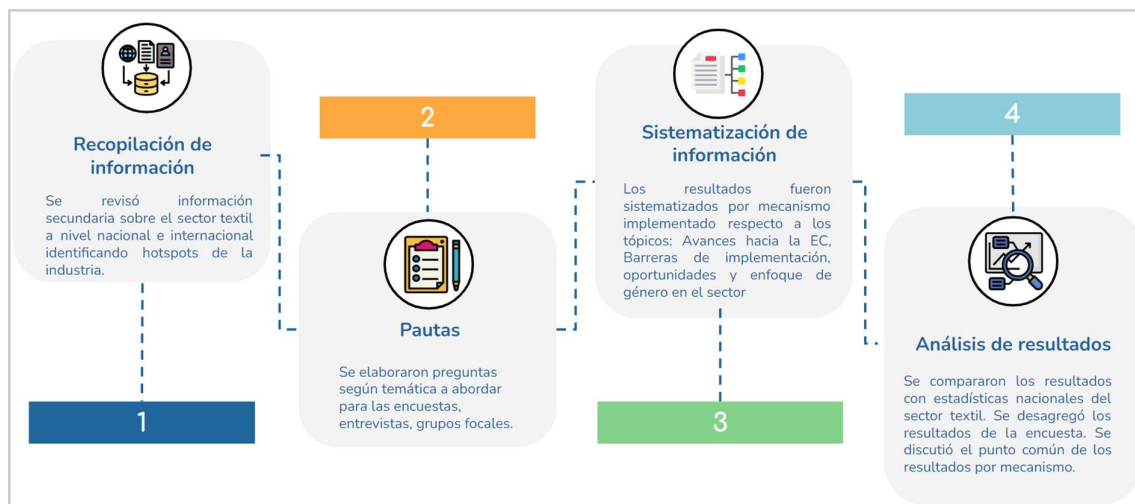 Recopilación de
información
Se revisó información
secundaria sobre el sector textil
a nivel nacional e internacional
identificando hotspots de la
industria.
1
2
Pautas
Se elaboraron preguntas
según temática a abordar
para las encuestas,
entrevistas, grupos focales.
Sistematización de
información
Los resultados fueron
sistematizados por mecanismo
implementado respecto a los
tópicos: Avances hacia la EC,
Barreras de implementación,
oportunidades y enfoque de
género en el sector
3
4
Análisis de resultados
Se compararon los resultados
con estadísticas nacionales del
sector textil. Se desagregó los
resultados de la encuesta. Se
discutió el punto común de los
resultados por mecanismo.